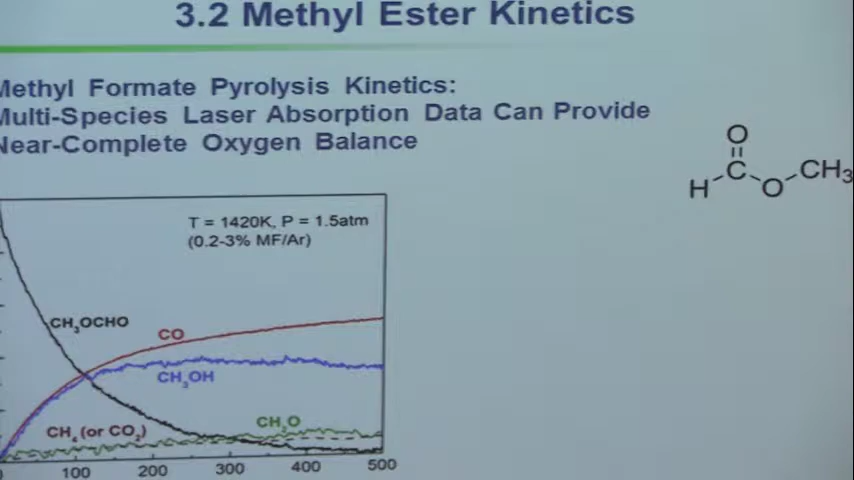 3.2 Methyl Ester Kinetics
Methyl Formate Pyrolysis Kinetics:
Multi-Species Laser Absorption Data Can Provide
Near-Complete Oxygen Balance
O
C
H
O
CH₃
T = 1420K, P = 1.5atm
(0.2-3% MF/Ar)
CH₃OCHO
CO
CH₃OH
CH₄ (or CO₂)
CH₂O
0 100 200 300 400 500